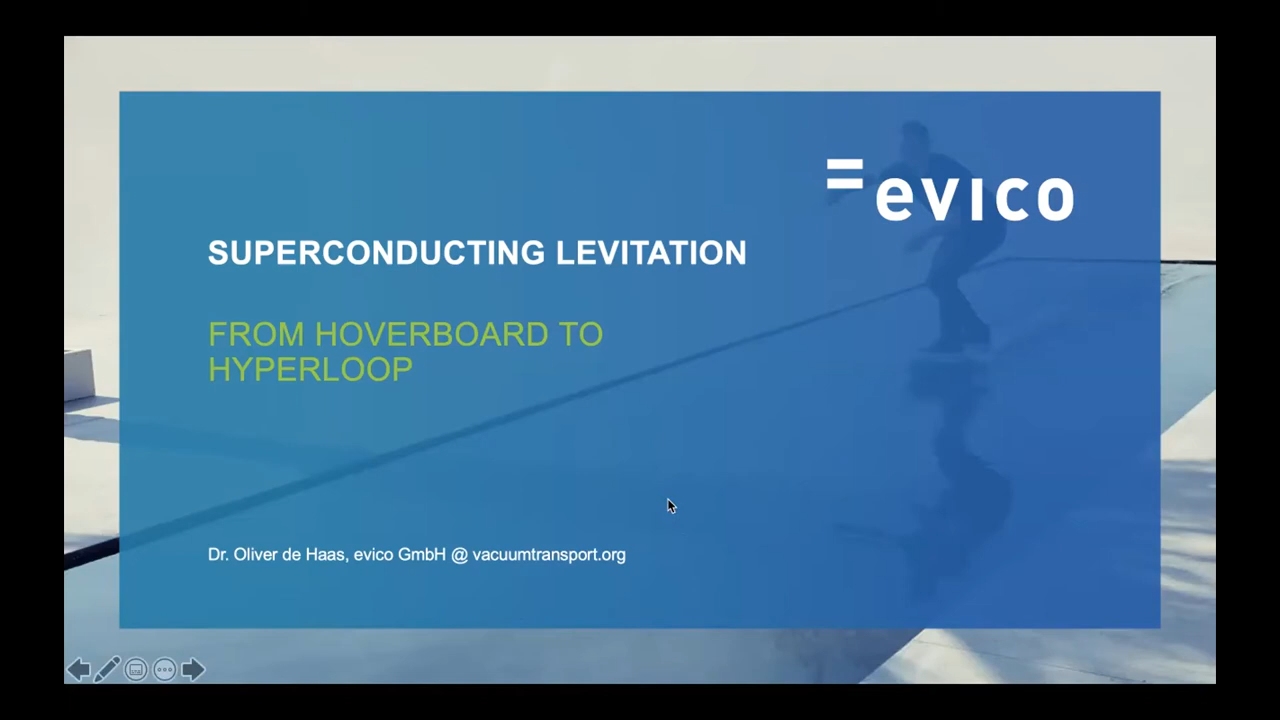 evico
SUPERCONDUCTING LEVITATION
FROM HOVERBOARD TO
HYPERLOOP
Dr. Oliver de Haas, evico GmbH @ vacuumtransport.org